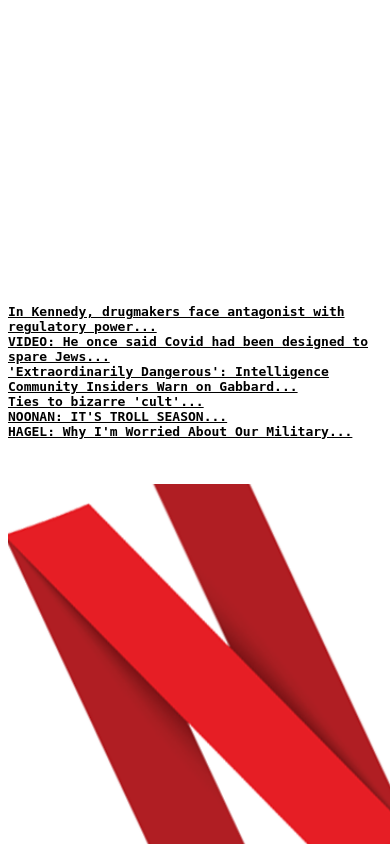 In Kennedy, drugmakers face antagonist with
regulatory power...
VIDEO: He once said Covid had been designed to
spare Jews...
'Extraordinarily Dangerous': Intelligence
Community Insiders Warn on Gabbard...
Ties to bizarre 'cult'...
NOONAN: IT'S TROLL SEASON...
HAGEL: Why I'm Worried About Our Military...